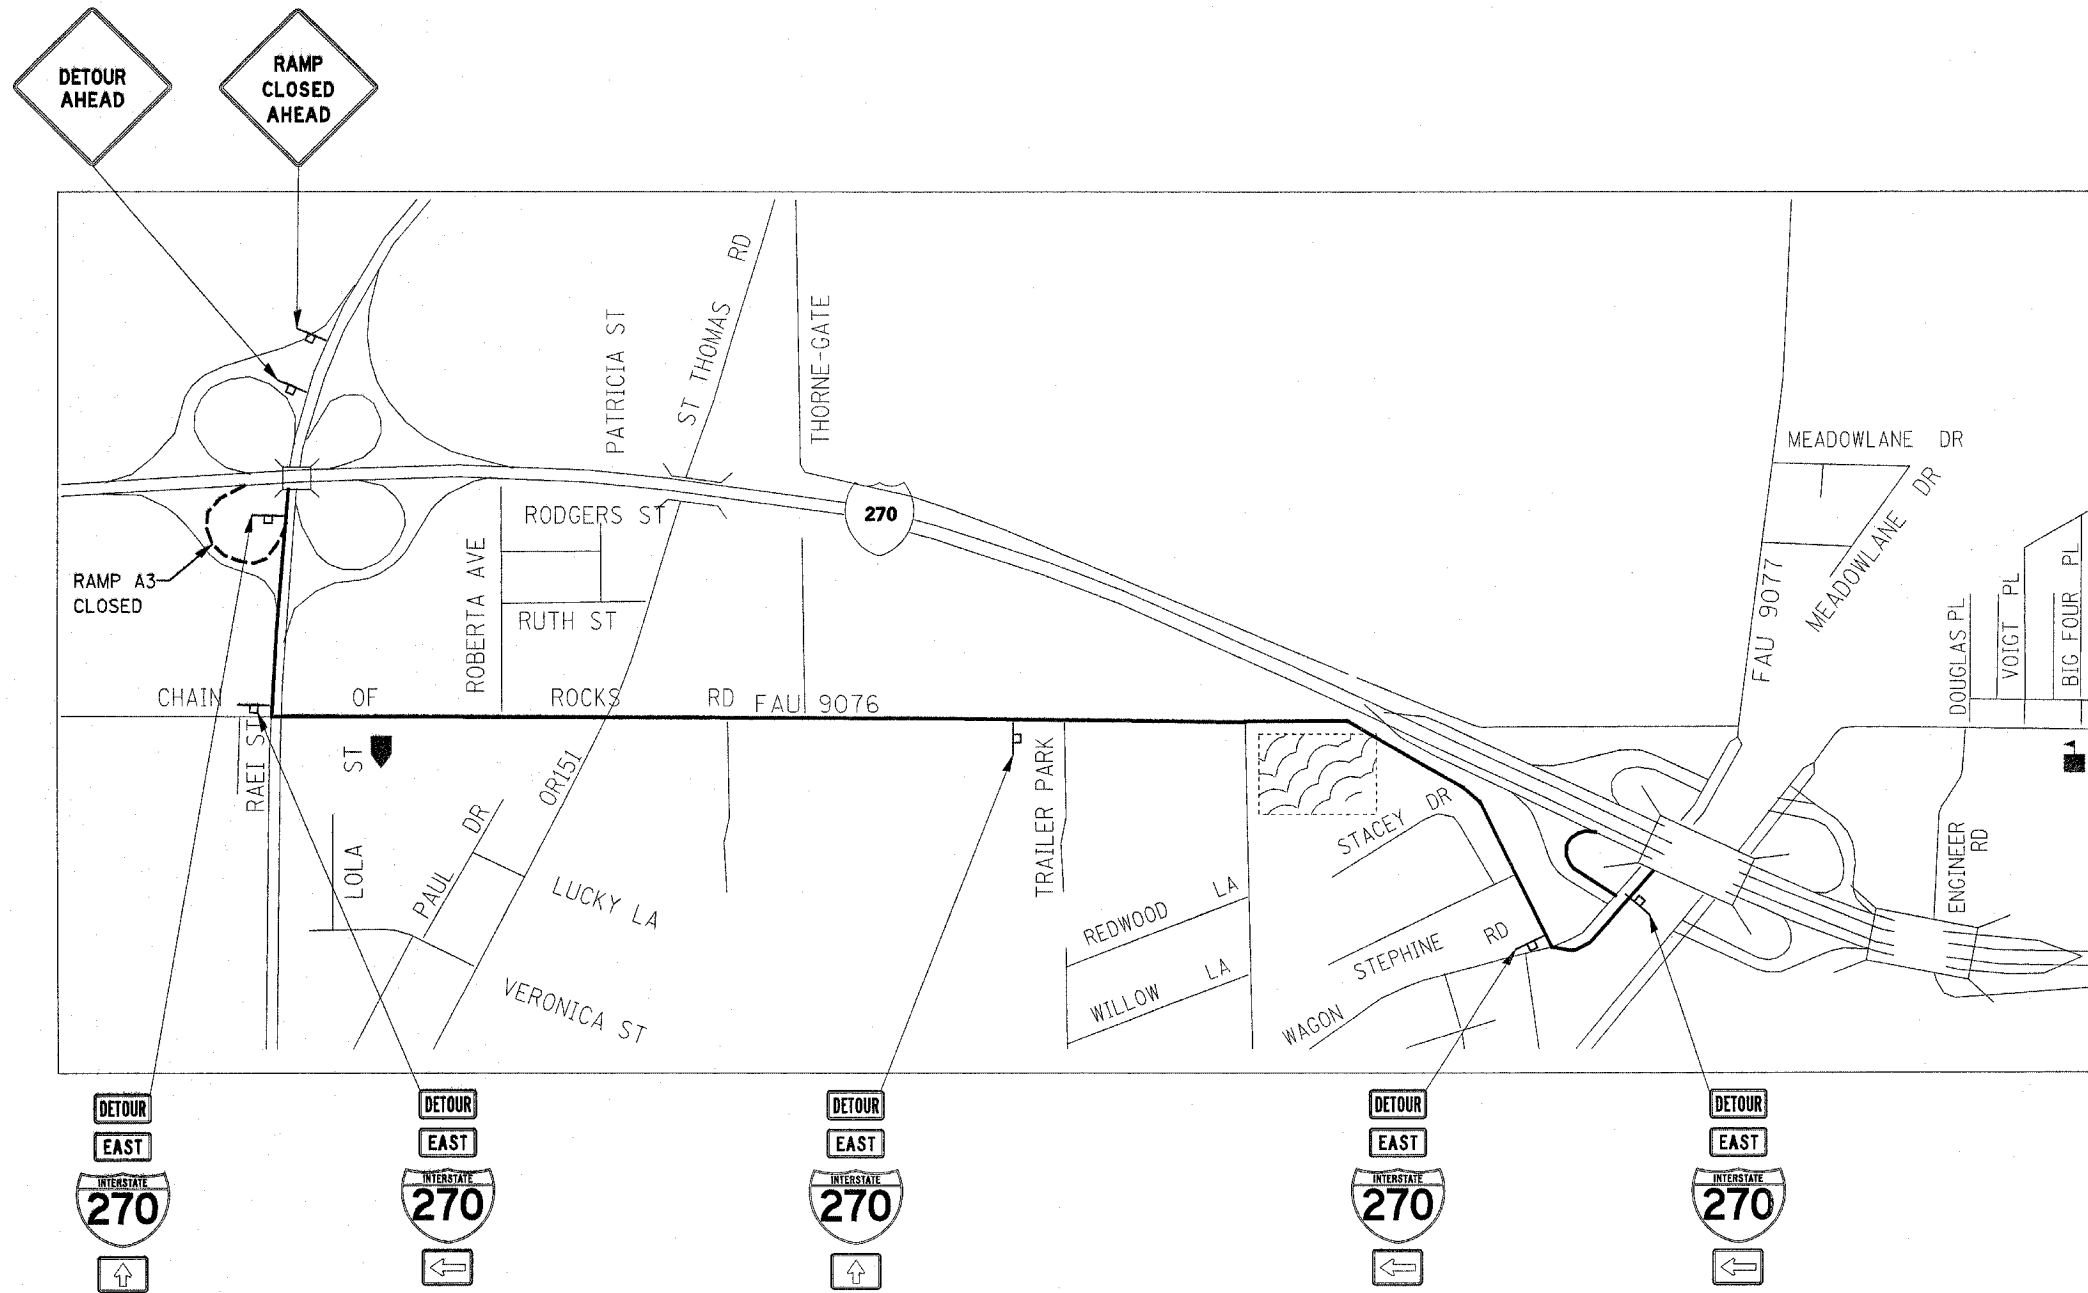 DETOUR
AHEAD
RAMP
CLOSED
AHEAD
PATRICIA ST
ST THOMAS RD
THORNE-GATE
270
RODGERS ST
ROBERTA AVE
RUTH ST
RAMP A3
CLOSED
MEADOWLANE DR
MEADOWLANE DR
FAU 9077
DOUGLAS PL
VOIGT PL
BIG FOUR PL
CHAIN OF ROCKS RD FAU 9076
RAEI ST
LOLA ST
PAUL DR
OR151
LUCKY LA
VERONICA ST
TRAILER PARK
REDWOOD LA
WILLOW LA
STACEY DR
STEPHINE RD
WAGON
ENGINEER
RD
DETOUR
EAST
INTERSTATE
270
DETOUR
EAST
INTERSTATE
270
DETOUR
EAST
INTERSTATE
270
DETOUR
EAST
INTERSTATE
270
DETOUR
EAST
INTERSTATE
270